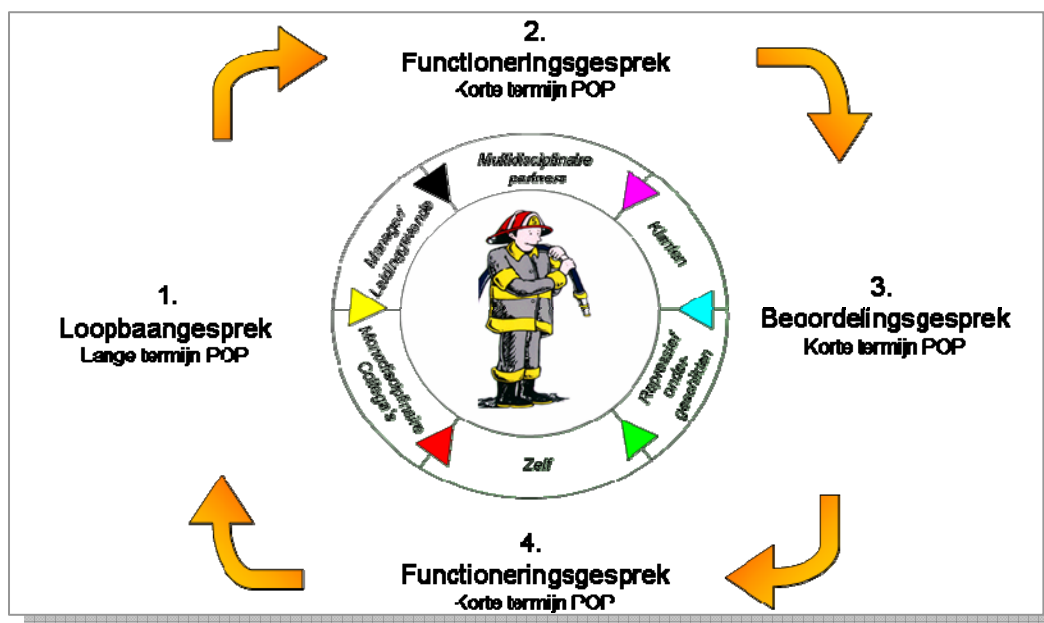 2.
Functioneringsgesprek
Korte termijn POP
Multidisciplinaire
partners
Manager/
Leidinggevende
Klanten
1.
Loopbaangesprek
Lange termijn POP
3.
Beoordelingsgesprek
Korte termijn POP
Monodisciplinaire
Collega's
Repressief
onder-
geschikten
Zelf
4.
Functioneringsgesprek
Korte termijn POP